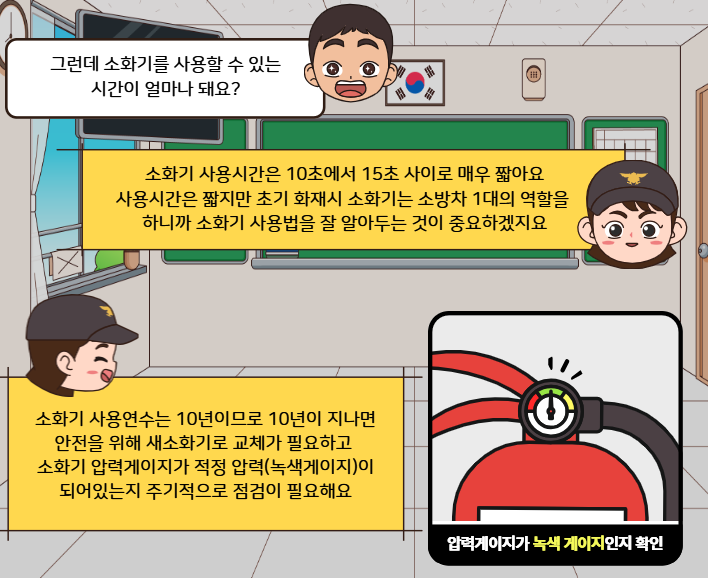 그런데 소화기를 사용할 수 있는
시간이 얼마나 돼요?
소화기 사용시간은 10초에서 15초 사이로 매우 짧아요
사용시간은 짧지만 초기 화재시 소화기는 소방차 1대의 역할을
하니까 소화기 사용법을 잘 알아두는 것이 중요하겠지요
소화기 사용연수는 10년이므로 10년이 지나면
안전을 위해 새소화기로 교체가 필요하고
소화기 압력게이지가 적정 압력(녹색게이지)이
되어있는지 주기적으로 점검이 필요해요
압력게이지가 녹색 게이지인지 확인